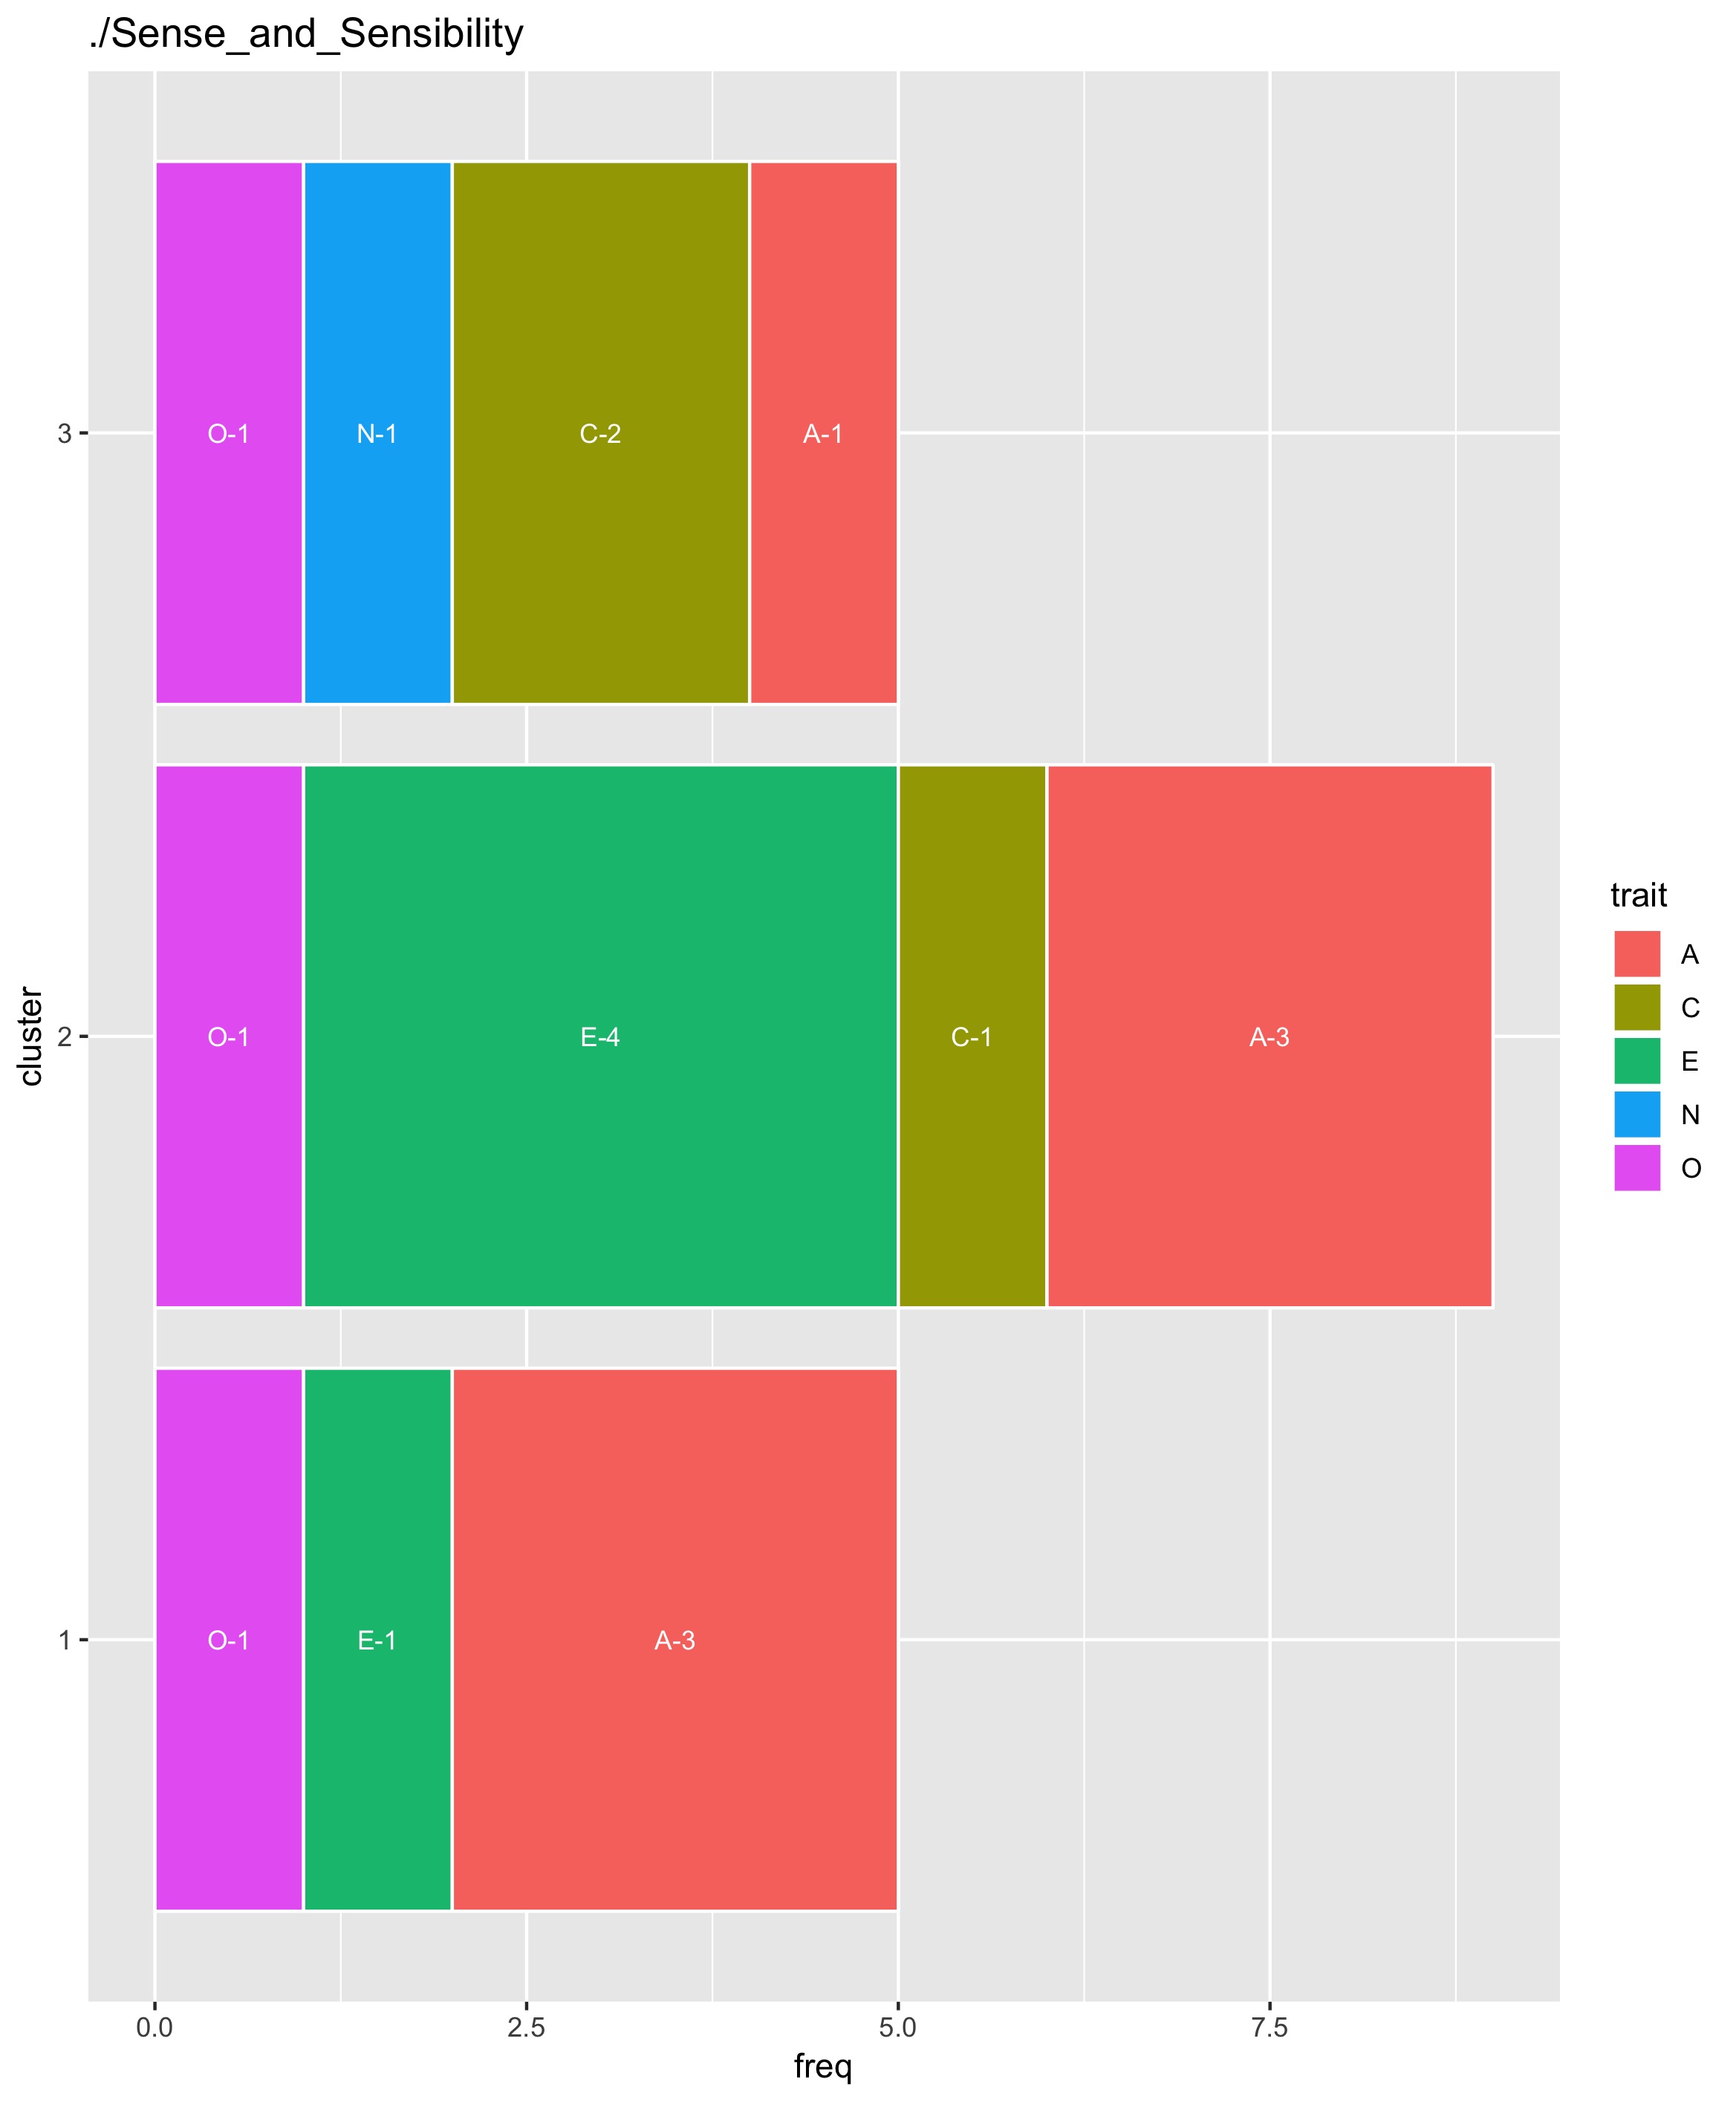 ./Sense_and_Sensibility
3
O-1
N-1
C-2
A-1
2
O-1
E-4
C-1
A-3
1
O-1
E-1
A-3
cluster
0.0
2.5
5.0
7.5
freq
trait
A
C
E
N
O